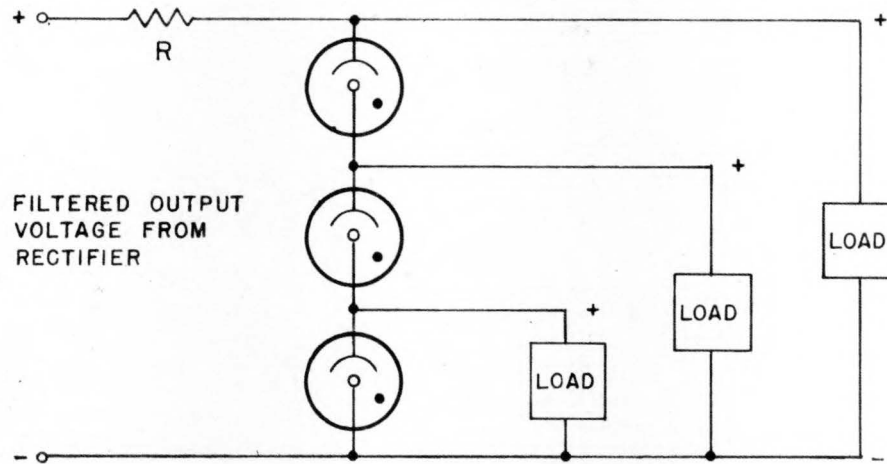 +
R
+
+
FILTERED OUTPUT
VOLTAGE FROM
RECTIFIER
LOAD
LOAD
+
LOAD
-
-